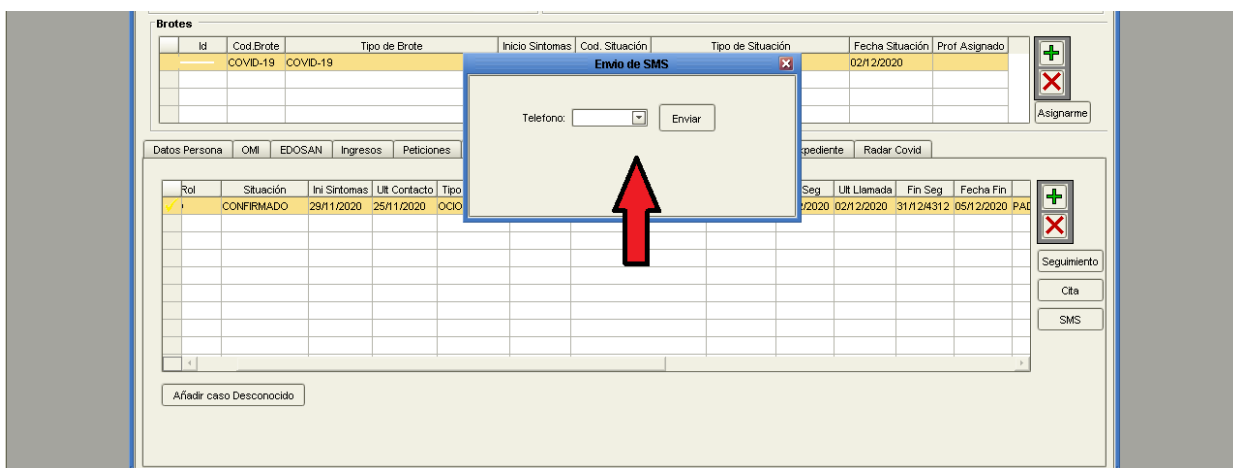 Brotes
Id Cod.Brote Tipo de Brote Inicio Sintomas Cod. Situación Tipo de Situación Fecha Situación Prof Asignado
COVID-19 COVID-19 02/12/2020
Envio de SMS
Telefono: Enviar
Asignarme
Datos Persona OMI EDOSAN Ingresos Peticiones Radar Covid
Rol Situación Ini Sintomas Ult Contacto Tipo Seg Ult Llamada Fin Seg Fecha Fin
CONFIRMADO 29/11/2020 25/11/2020 OCIO 02/12/2020 31/12/4312 05/12/2020
Seguimiento
Cita
SMS
Añadir caso Desconocido